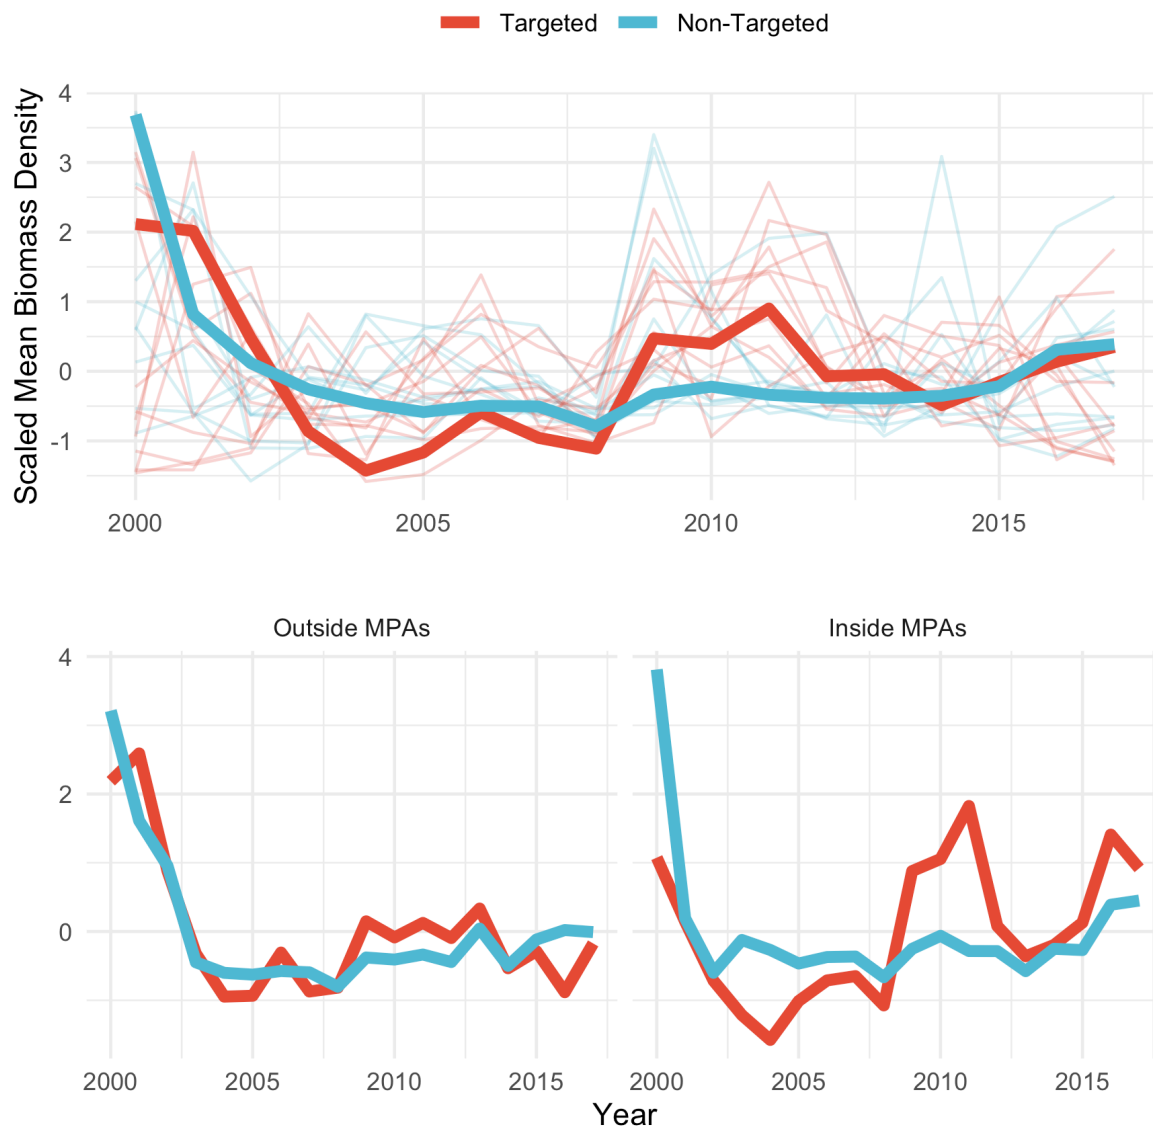 Targeted Non-Targeted
Scaled Mean Biomass Density
4
3
2
1
0
-1
2000 2005 2010 2015
Outside MPAs Inside MPAs
4
2
0
2000 2005 2010 2015 2000 2005 2010 2015
Year